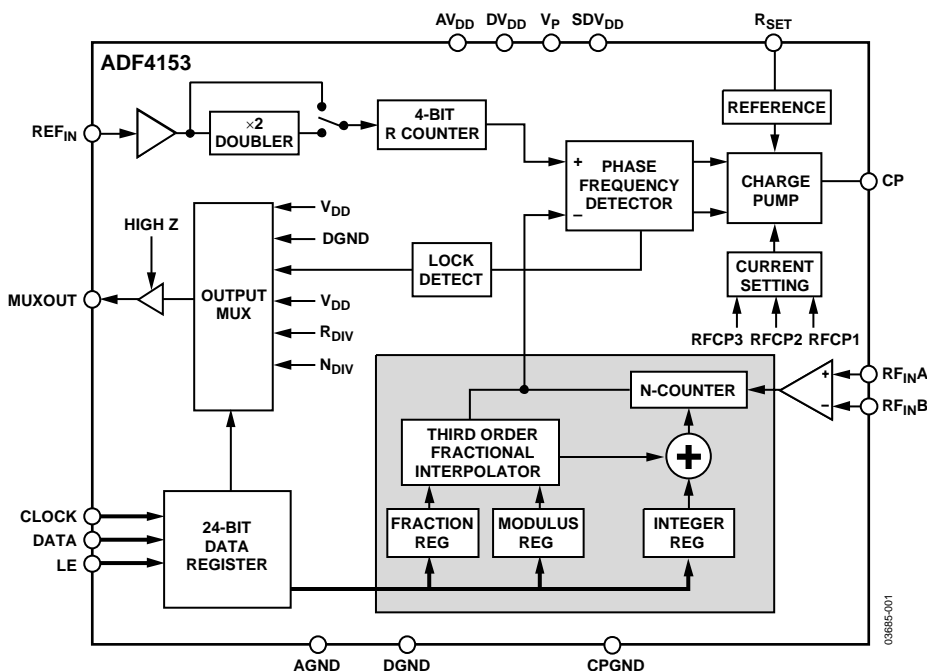 AVDD DVDD VP SDVDD RSET
ADF4153
REFIN
×2
DOUBLER
4-BIT
R COUNTER
REFERENCE
+
−
PHASE
FREQUENCY
DETECTOR
CHARGE
PUMP
CP
HIGH Z
MUXOUT
OUTPUT
MUX
VDD
DGND
LOCK
DETECT
VDD
RDIV
NDIV
CURRENT
SETTING
RFCP3 RFCP2 RFCP1
N-COUNTER
+
−
RFINA
RFINB
THIRD ORDER
FRACTIONAL
INTERPOLATOR
+
CLOCK
DATA
LE
24-BIT
DATA
REGISTER
FRACTION
REG
MODULUS
REG
INTEGER
REG
AGND DGND CPGND
03685-001